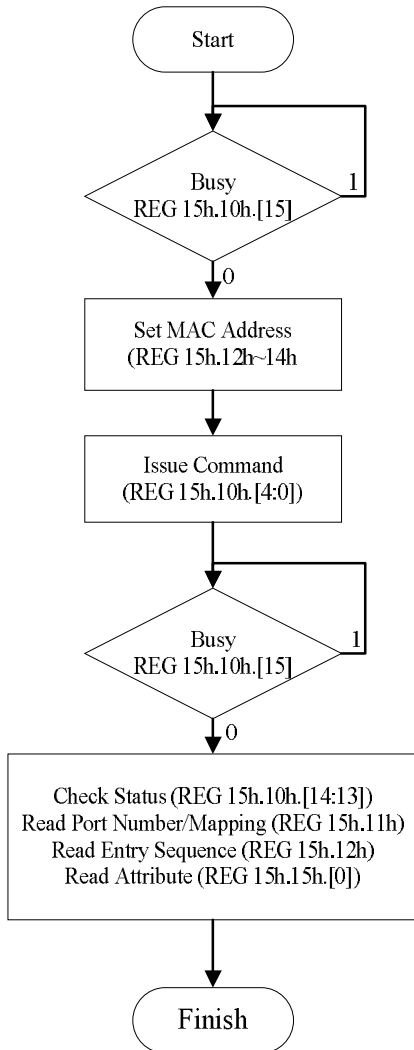 Start
Busy
REG 15h.10h.[15]
1
0
Set MAC Address
(REG 15h.12h~14h
Issue Command
(REG 15h.10h.[4:0])
Busy
REG 15h.10h.[15]
1
0
Check Status (REG 15h.10h.[14:13])
Read Port Number/Mapping (REG 15h.11h)
Read Entry Sequence (REG 15h.12h)
Read Attribute (REG 15h.15h.[0])
Finish